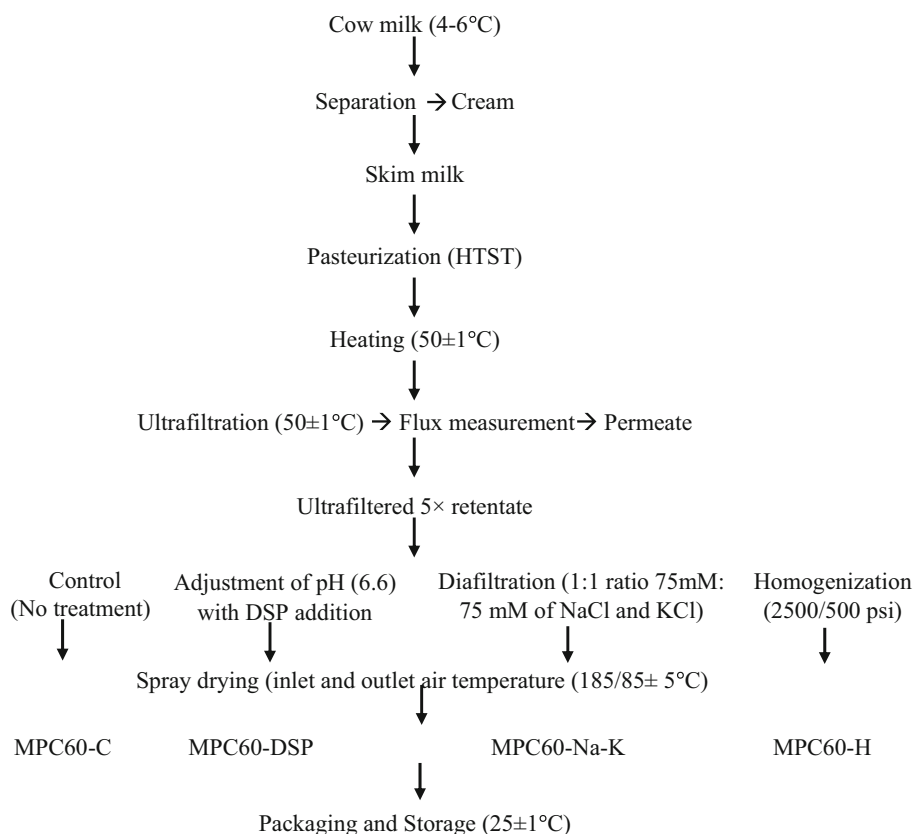 Cow milk (4-6°C)
Separation → Cream
Skim milk
Pasteurization (HTST)
Heating (50±1°C)
Ultrafiltration (50±1°C) → Flux measurement → Permeate
Ultrafiltered 5× retentate
Control
(No treatment)
Adjustment of pH (6.6)
with DSP addition
Diafiltration (1:1 ratio 75mM:
75 mM of NaCl and KCl)
Homogenization
(2500/500 psi)
Spray drying (inlet and outlet air temperature (185/85± 5°C)
MPC60-C
MPC60-DSP
MPC60-Na-K
MPC60-H
Packaging and Storage (25±1°C)